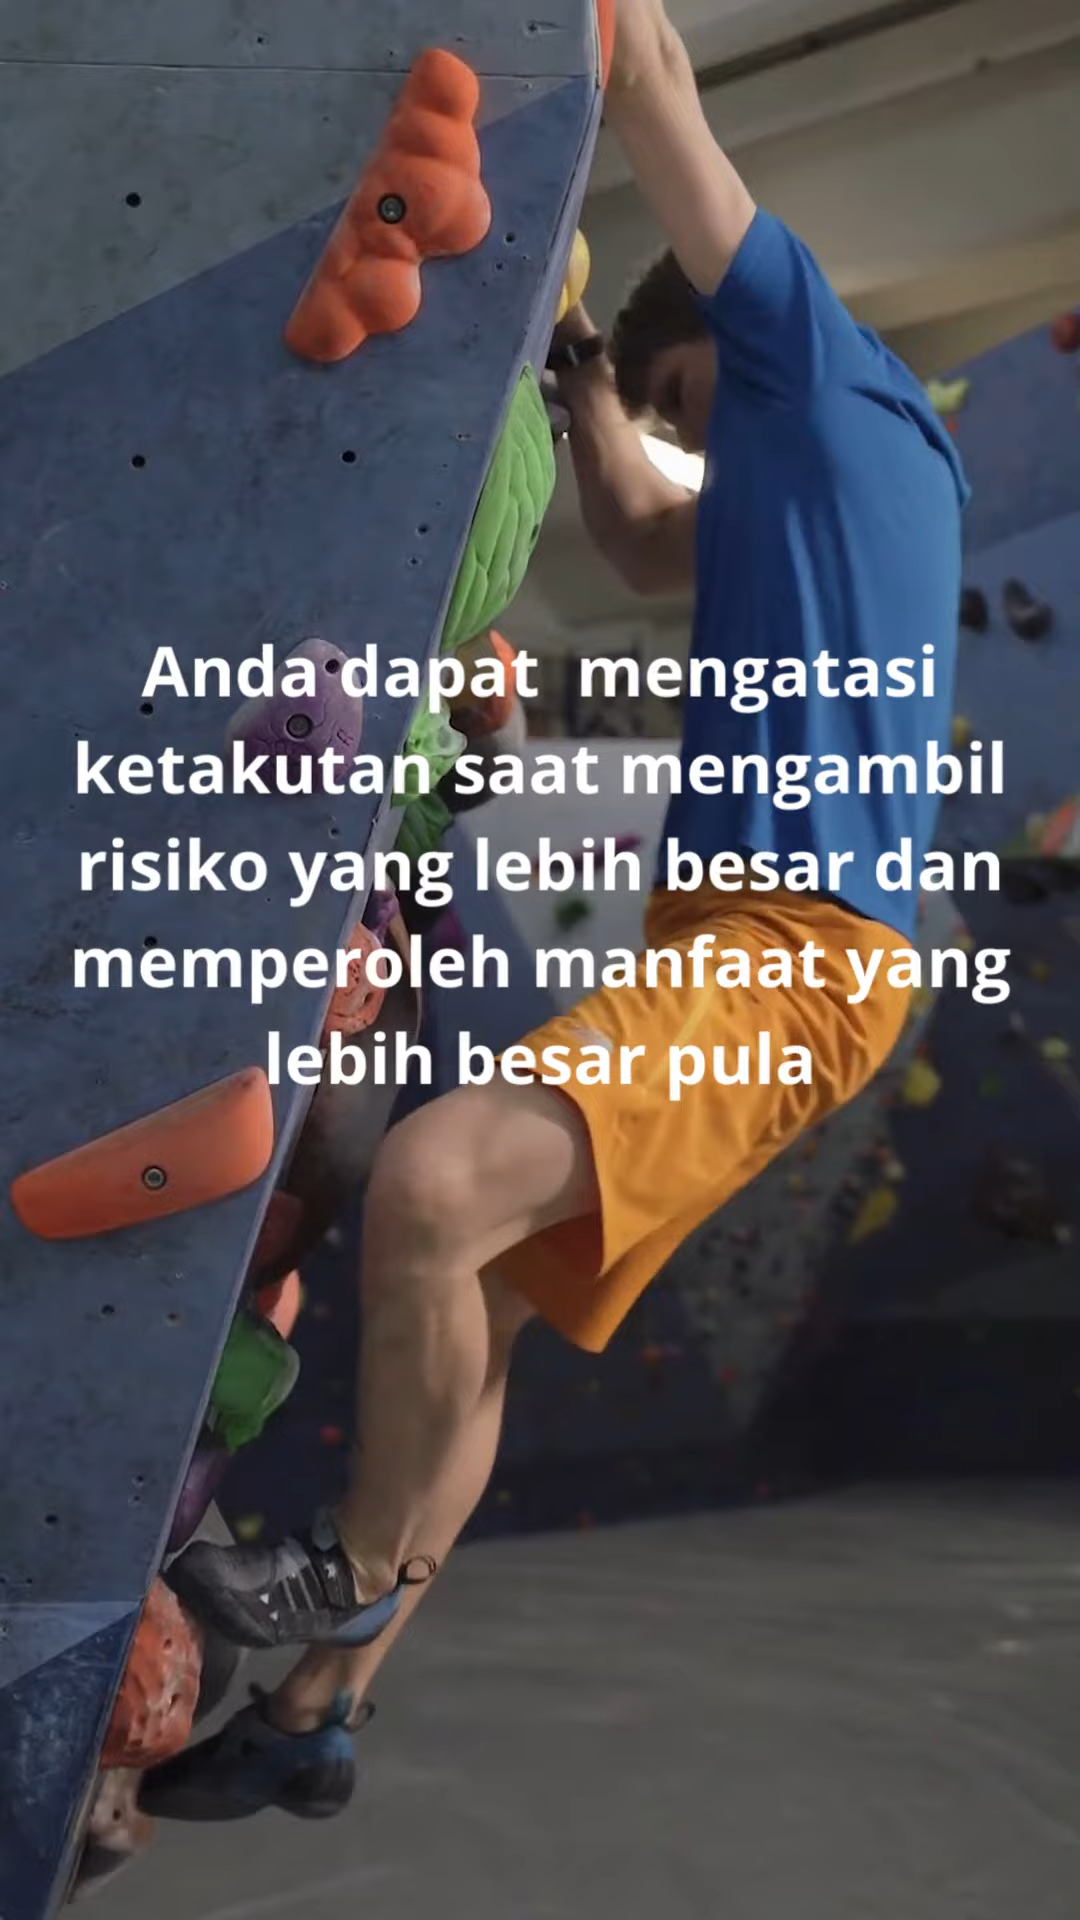 Anda dapat  mengatasi
ketakutan saat mengambil
risiko yang lebih besar dan
memperoleh manfaat yang
lebih besar pula